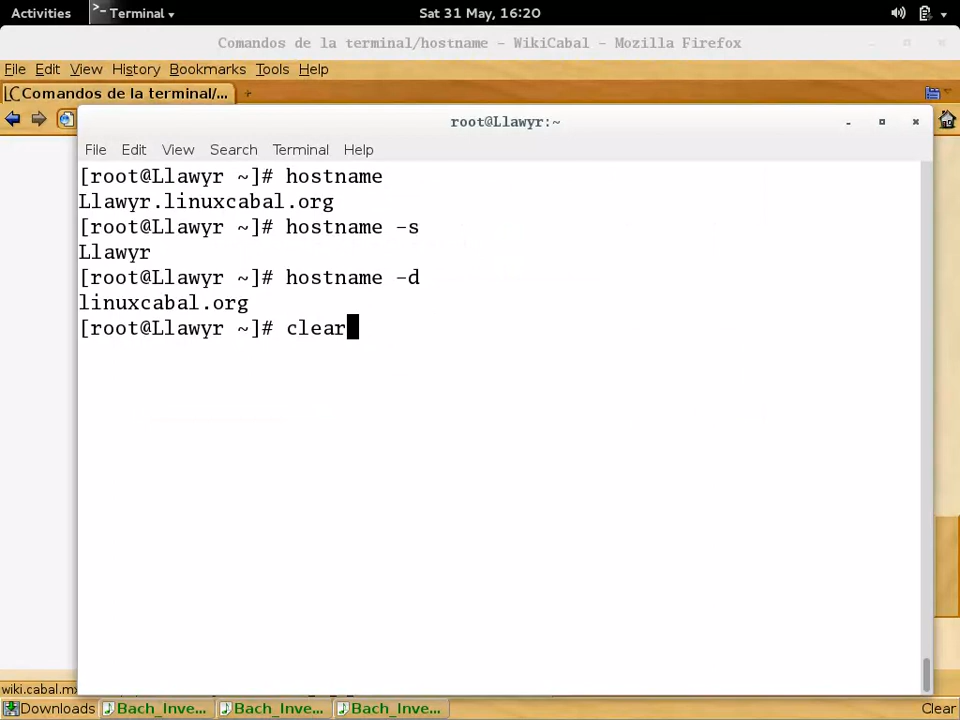 Activities Terminal Sat 31 May, 16:20
Comandos de la terminal/hostname - WikiCabal - Mozilla Firefox
File Edit View History Bookmarks Tools Help
Comandos de la terminal/...
root@Llawyr:~
File Edit View Search Terminal Help
[root@Llawyr ~]# hostname
Llawyr.linuxcabal.org
[root@Llawyr ~]# hostname -s
Llawyr
[root@Llawyr ~]# hostname -d
linuxcabal.org
[root@Llawyr ~]# clear
wiki.cabal.mx
Downloads Bach_Inve... Bach_Inve... Bach_Inve... Clear